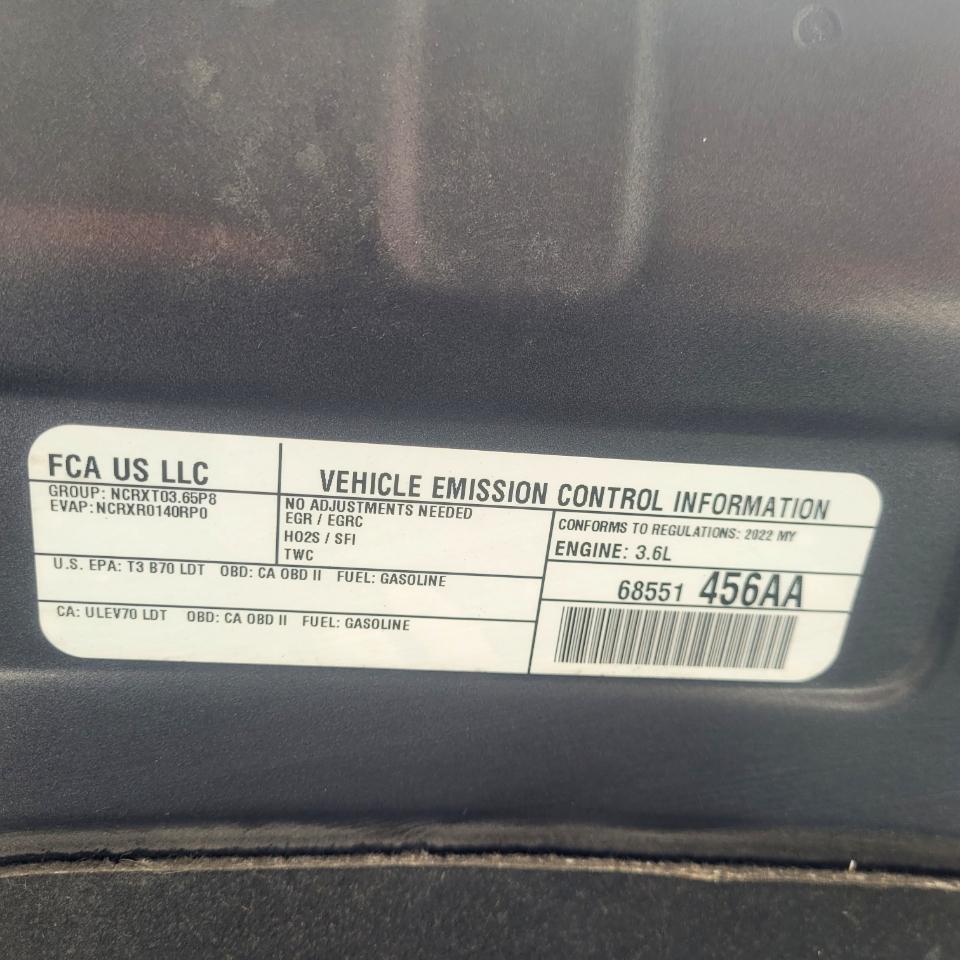 FCA US LLC
VEHICLE EMISSION CONTROL INFORMATION
GROUP: NCRXT03.65P8
EVAP:NCRXR0140RP0
NO ADJUSTMENTS NEEDED
EGR / EGRC
HO2S / SFI
TWC
CONFORMS TO REGULATIONS: 2022 MY
ENGINE: 3.6L
U.S. EPA: T3 B70 LDT OBD: CA OBD II FUEL: GASOLINE
68551 456AA
CA: ULEV70 LDT OBD: CA OBD II FUEL: GASOLINE